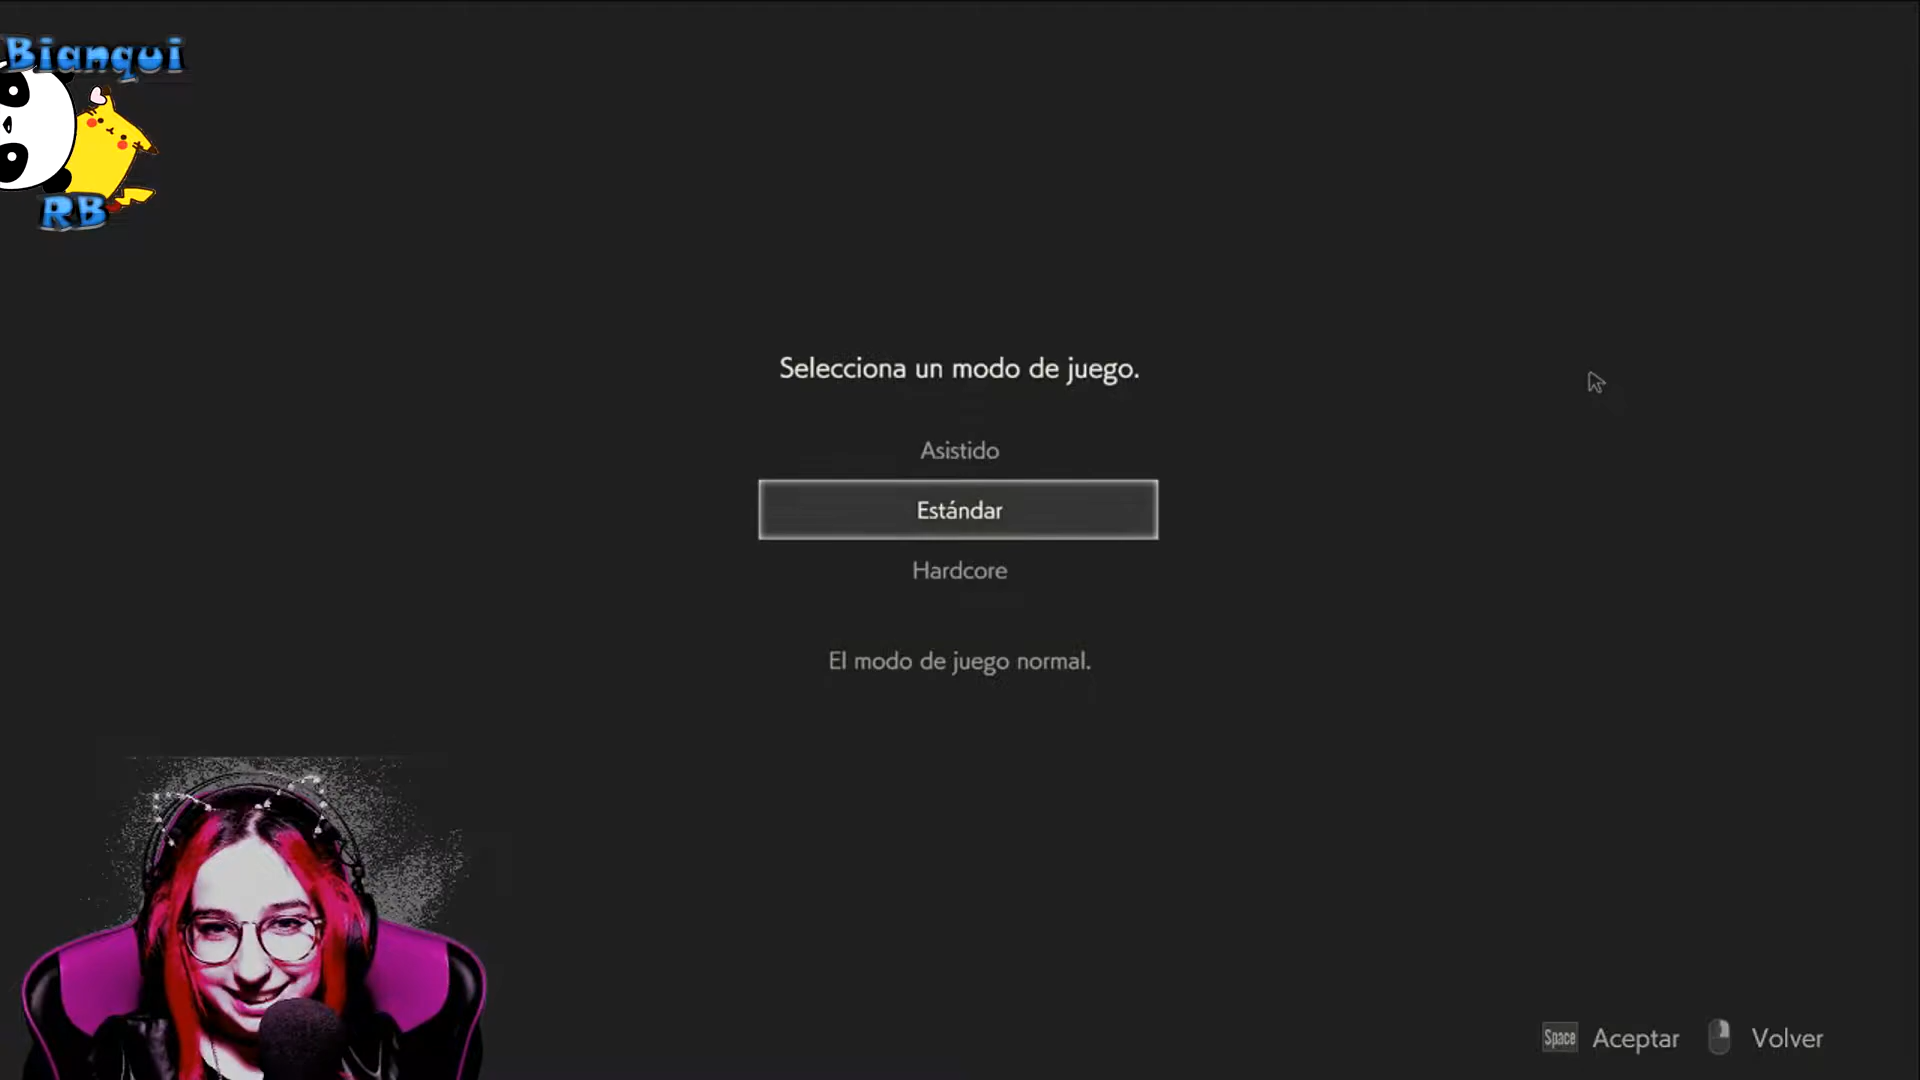 Bianqui
RB
Selecciona un modo de juego.
Asistido
Estándar
Hardcore
El modo de juego normal.
Space Aceptar Volver